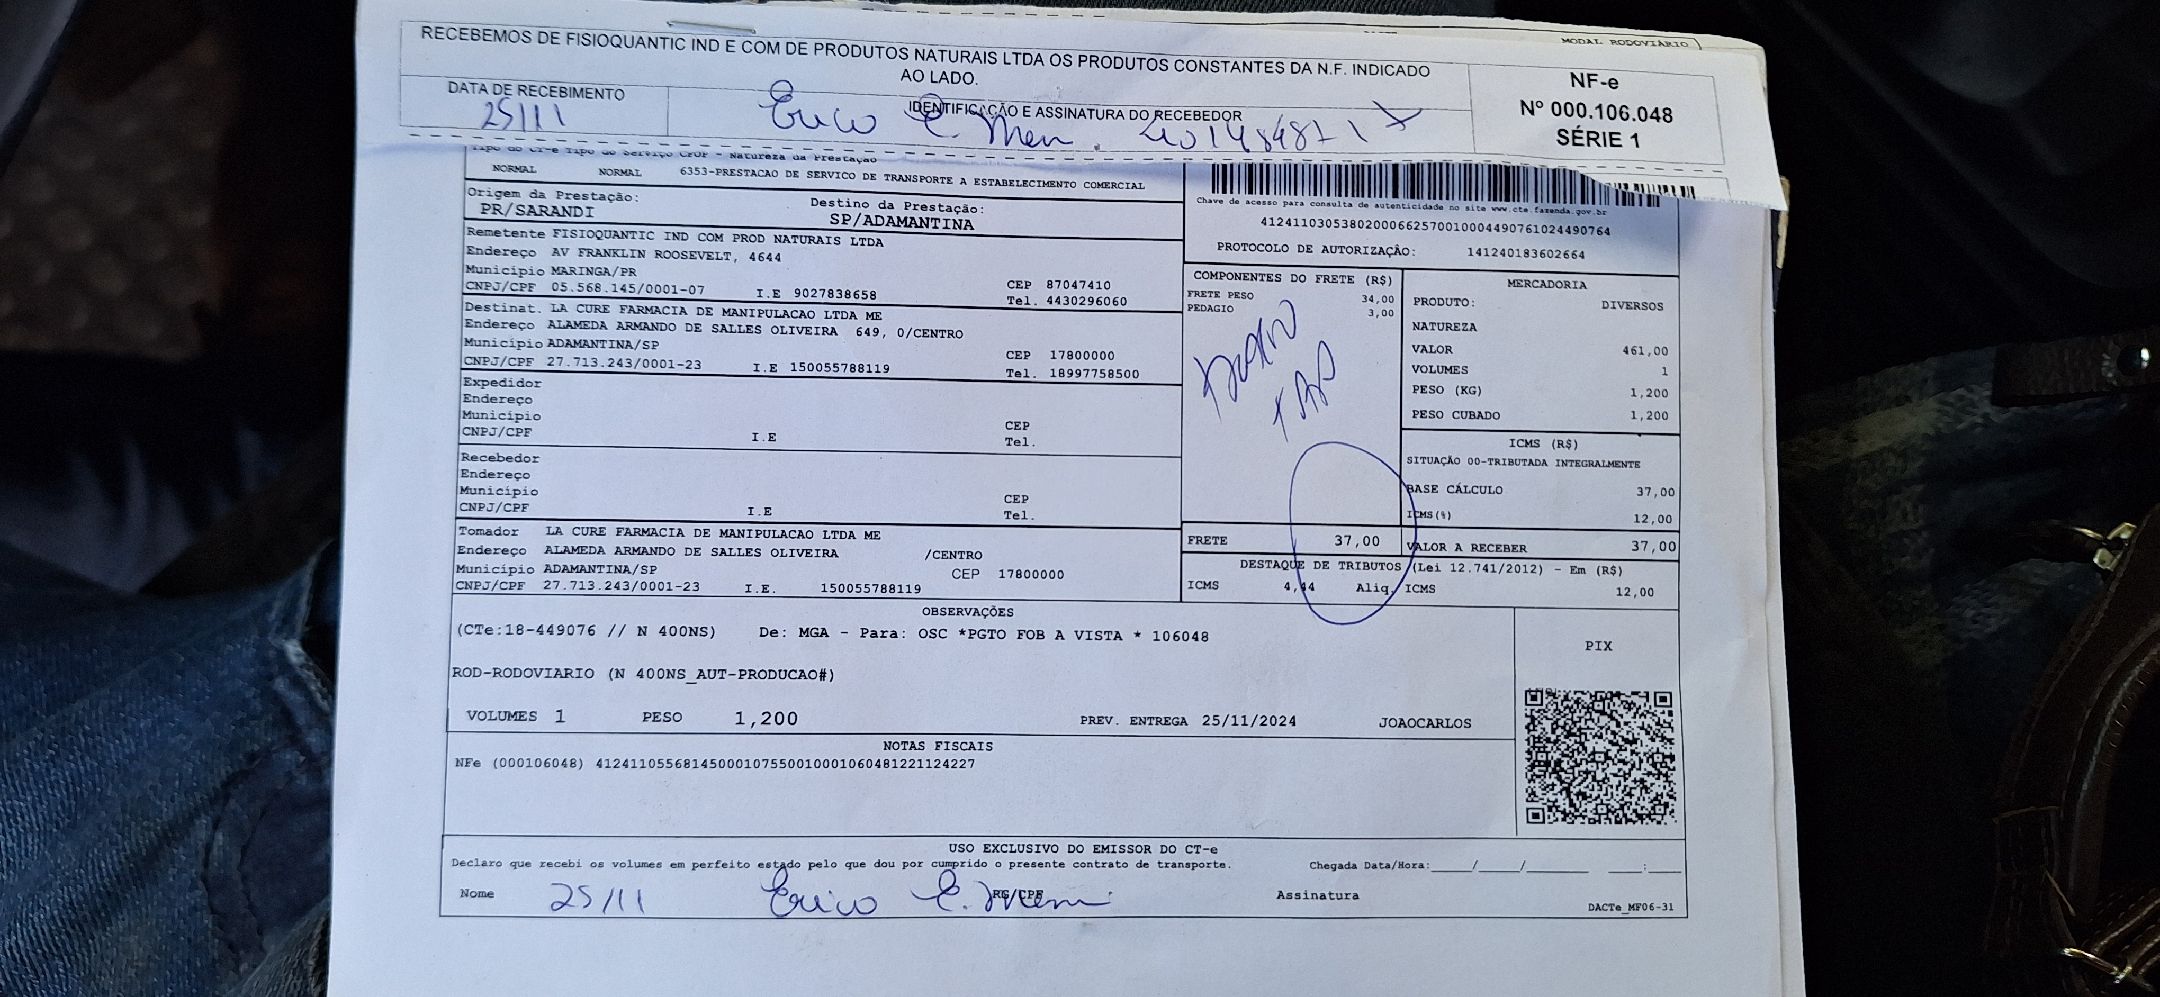 MODAL RODOVIÁRIO
RECEBEMOS DE FISIOQUANTIC IND E COM DE PRODUTOS NATURAIS LTDA OS PRODUTOS CONSTANTES DA N.F. INDICADO
AO LADO.
DATA DE RECEBIMENTO
25/11
IDENTIFICAÇÃO E ASSINATURA DO RECEBEDOR
NF-e
Nº 000.106.048
SÉRIE 1
Tipo do CT-e Tipo do Serviço CFOP - Natureza da Prestação
NORMAL NORMAL 6353-PRESTACAO DE SERVICO DE TRANSPORTE A ESTABELECIMENTO COMERCIAL
Origem da Prestação: Destino da Prestação:
PR/SARANDI SP/ADAMANTINA
Chave de acesso para consulta de autenticidade no site www.cte.fazenda.gov.br
41241103053802000662570010004490761024490764
PROTOCOLO DE AUTORIZAÇÃO: 141240183602664
Remetente FISIOQUANTIC IND COM PROD NATURAIS LTDA
Endereço AV FRANKLIN ROOSEVELT, 4644
Município MARINGA/PR CEP 87047410
CNPJ/CPF 05.568.145/0001-07 I.E 9027838658 Tel. 4430296060
Destinat. LA CURE FARMACIA DE MANIPULACAO LTDA ME
Endereço ALAMEDA ARMANDO DE SALLES OLIVEIRA 649, 0/CENTRO
Município ADAMANTINA/SP CEP 17800000
CNPJ/CPF 27.713.243/0001-23 I.E 150055788119 Tel. 18997758500
Expedidor
Endereço
Município CEP
CNPJ/CPF I.E Tel.
Recebedor
Endereço
Município CEP
CNPJ/CPF I.E Tel.
Tomador LA CURE FARMACIA DE MANIPULACAO LTDA ME
Endereço ALAMEDA ARMANDO DE SALLES OLIVEIRA /CENTRO
Município ADAMANTINA/SP CEP 17800000
CNPJ/CPF 27.713.243/0001-23 I.E. 150055788119
COMPONENTES DO FRETE (R$)
FRETE PESO 34,00
PEDAGIO 3,00
FRETE 37,00
MERCADORIA
PRODUTO: DIVERSOS
NATUREZA
VALOR 461,00
VOLUMES 1
PESO (KG) 1,200
PESO CUBADO 1,200
ICMS (R$)
SITUAÇÃO 00-TRIBUTADA INTEGRALMENTE
BASE CÁLCULO 37,00
ICMS(%) 12,00
VALOR A RECEBER 37,00
DESTAQUE DE TRIBUTOS (Lei 12.741/2012) - Em (R$)
ICMS 4,44 Aliq. ICMS 12,00
OBSERVAÇÕES
(CTe:18-449076 // N 400NS) De: MGA - Para: OSC *PGTO FOB A VISTA * 106048
ROD-RODOVIARIO (N 400NS_AUT-PRODUCAO#)
VOLUMES 1 PESO 1,200 PREV. ENTREGA 25/11/2024 JOAOCARLOS
PIX
NOTAS FISCAIS
NFe (000106048) 41241105568145000107550010001060481221124227
USO EXCLUSIVO DO EMISSOR DO CT-e
Declaro que recebi os volumes em perfeito estado pelo que dou por cumprido o presente contrato de transporte. Chegada Data/Hora:____/____/______ ___:___
Nome 25/11 RG/CPF Assinatura
DACTe_MF06-31